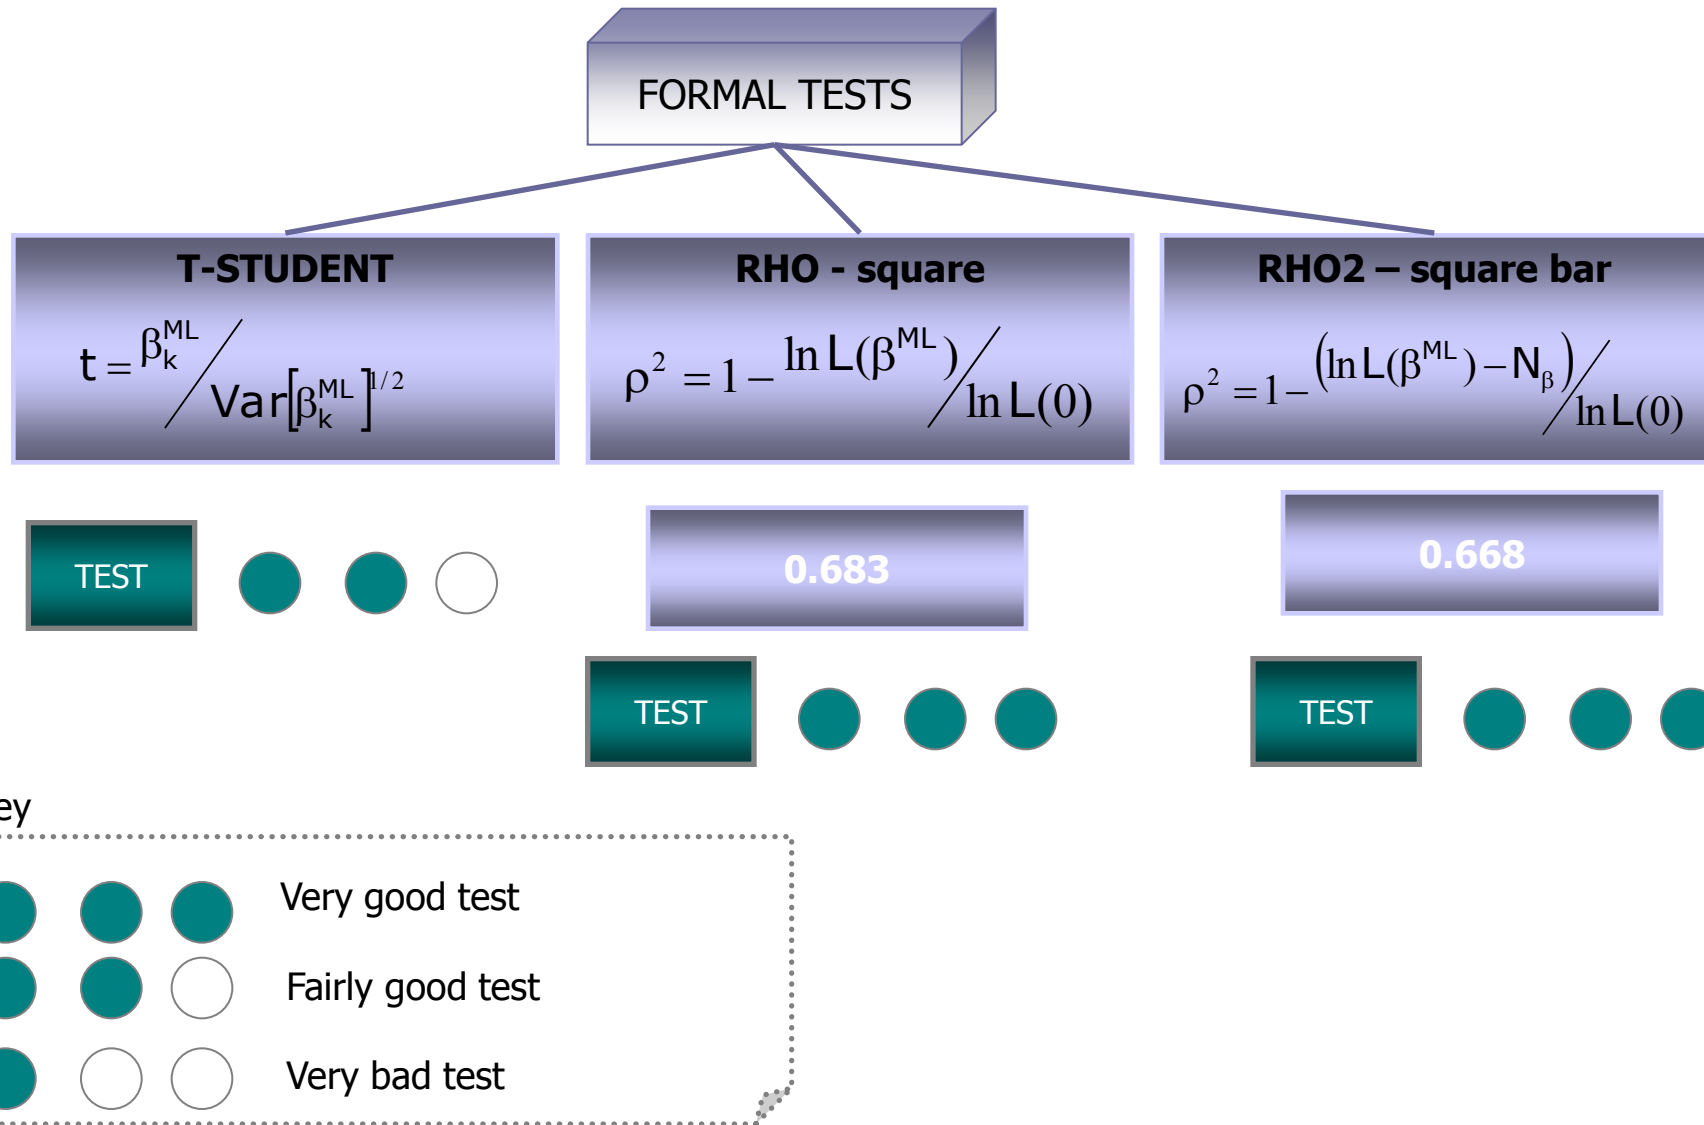 FORMAL TESTS
T-STUDENT
t = β_k^ML / Var[β_k^ML]^1/2
RHO - square
ρ² = 1 − ln L(β^ML) / ln L(0)
RHO2 – square bar
ρ² = 1 − (ln L(β^ML) − N_β) / ln L(0)
TEST
0.683
0.668
TEST
TEST
ey
Very good test
Fairly good test
Very bad test